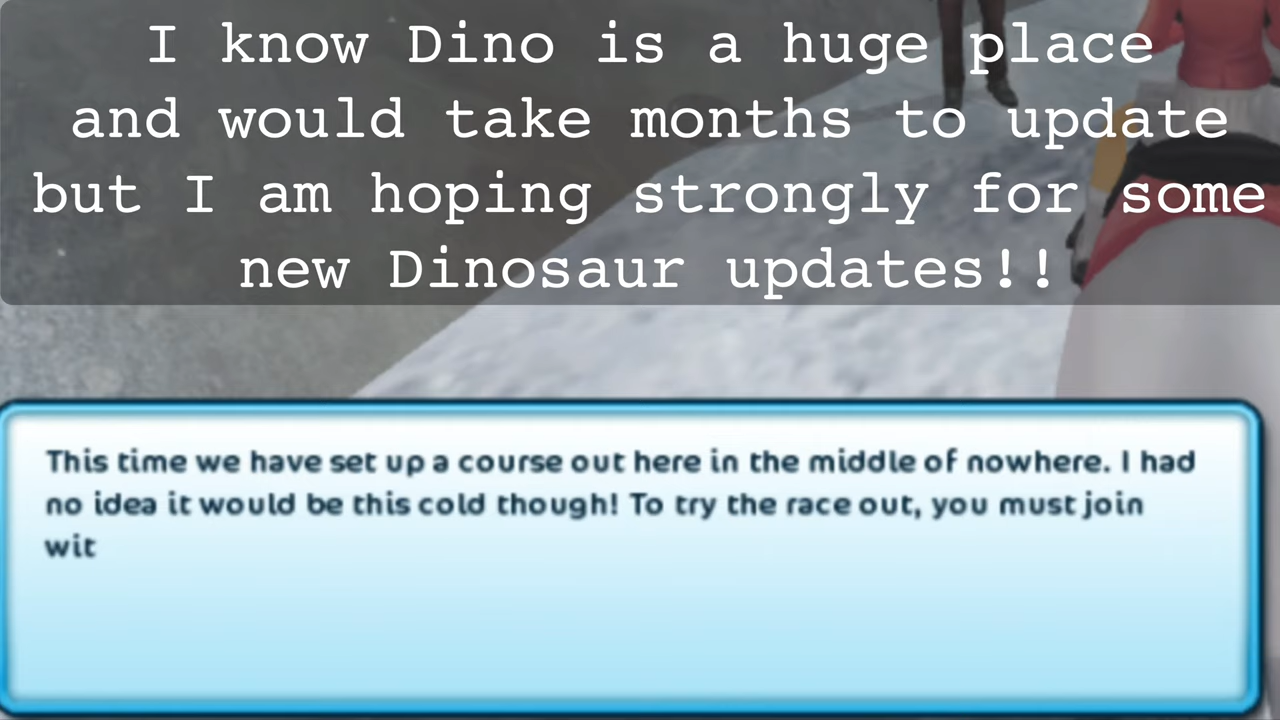 I know Dino is a huge place
and would take months to update
but I am hoping strongly for some
new Dinosaur updates!!
This time we have set up a course out here in the middle of nowhere. I had
no idea it would be this cold though! To try the race out, you must join
wit